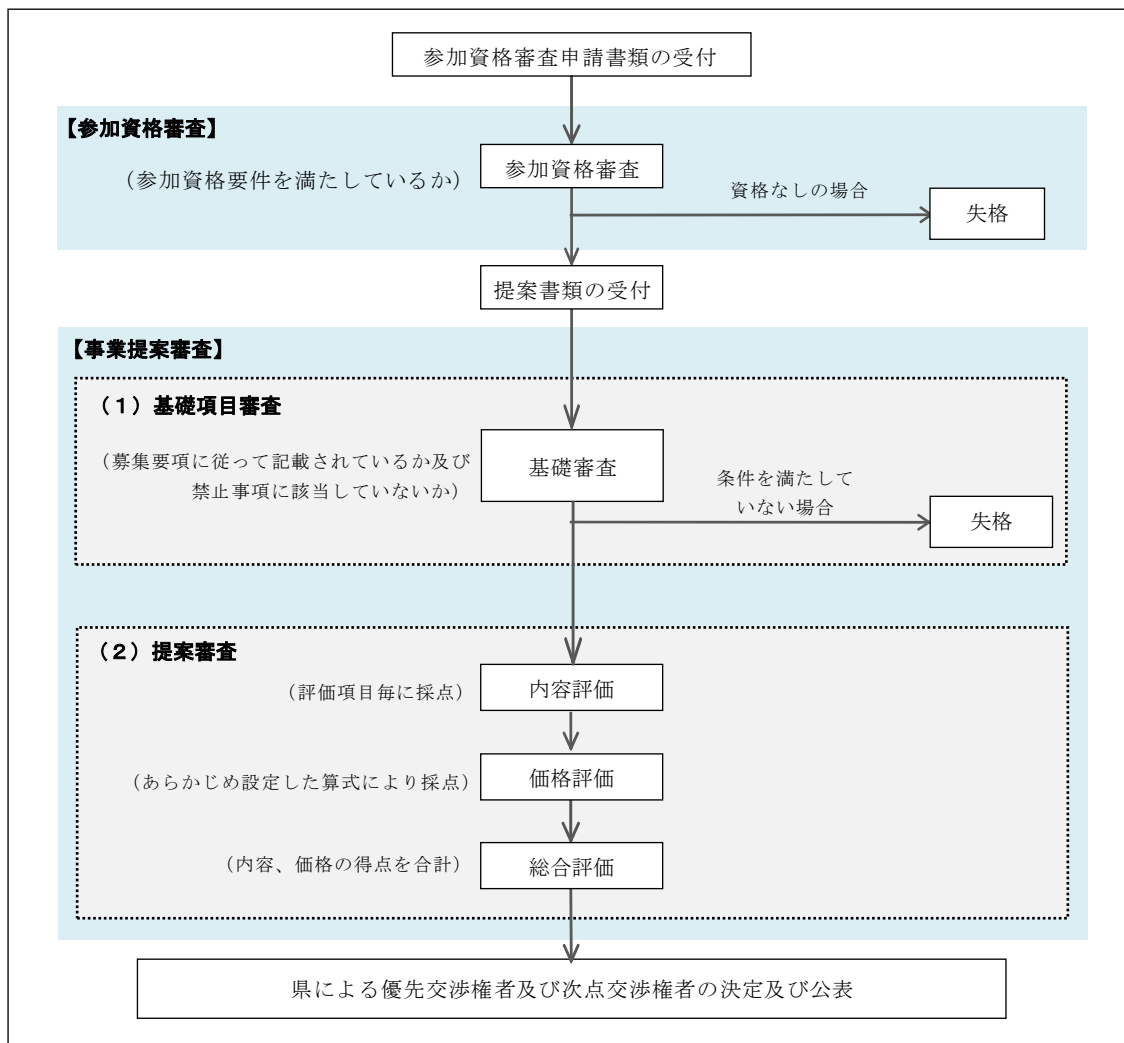 参加資格審査申請書類の受付
【参加資格審査】
（参加資格要件を満たしているか）
参加資格審査
資格なしの場合
失格
提案書類の受付
【事業提案審査】
（１）基礎項目審査
（募集要項に従って記載されているか及び
禁止事項に該当していないか）
基礎審査
条件を満たして
いない場合
失格
（２）提案審査
（評価項目毎に採点）
内容評価
（あらかじめ設定した算式により採点）
価格評価
（内容、価格の得点を合計）
総合評価
県による優先交渉権者及び次点交渉権者の決定及び公表